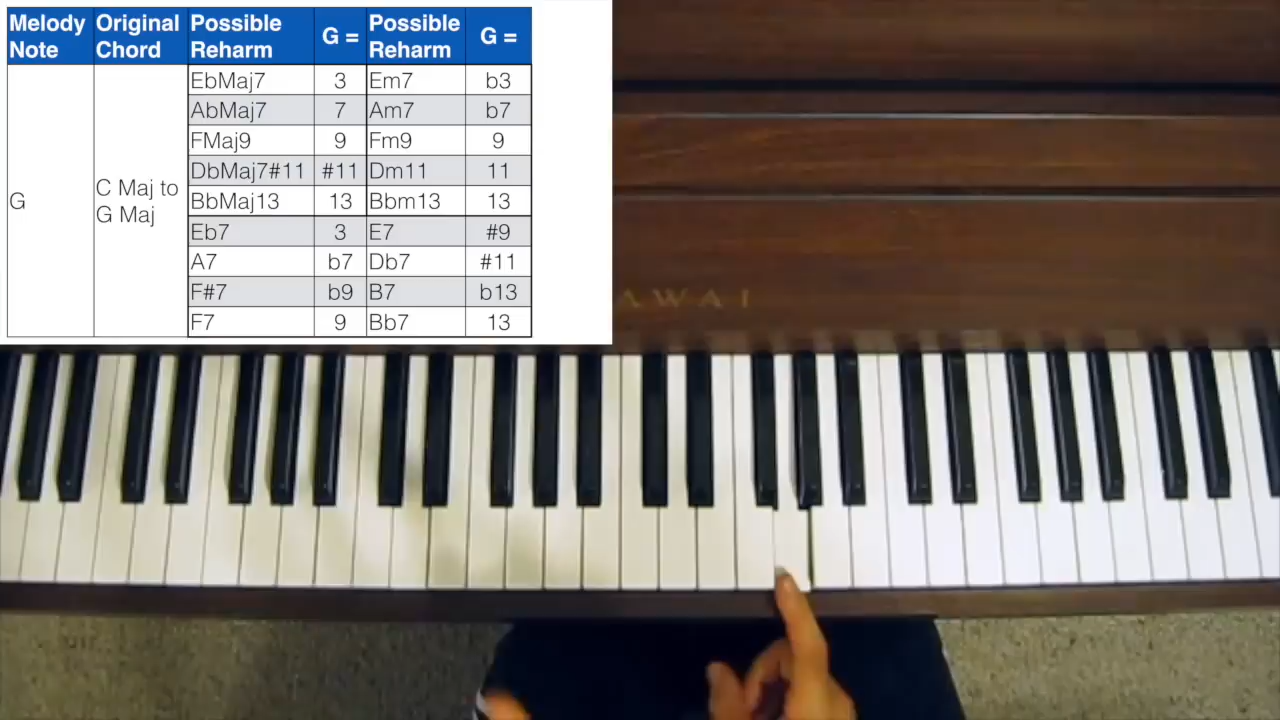 Melody Note Original Chord Possible Reharm G = Possible Reharm G =
G C Maj to G Maj
EbMaj7 3 Em7 b3
AbMaj7 7 Am7 b7
FMaj9 9 Fm9 9
DbMaj7#11 #11 Dm11 11
BbMaj13 13 Bbm13 13
Eb7 3 E7 #9
A7 b7 Db7 #11
F#7 b9 B7 b13
F7 9 Bb7 13
AWAI